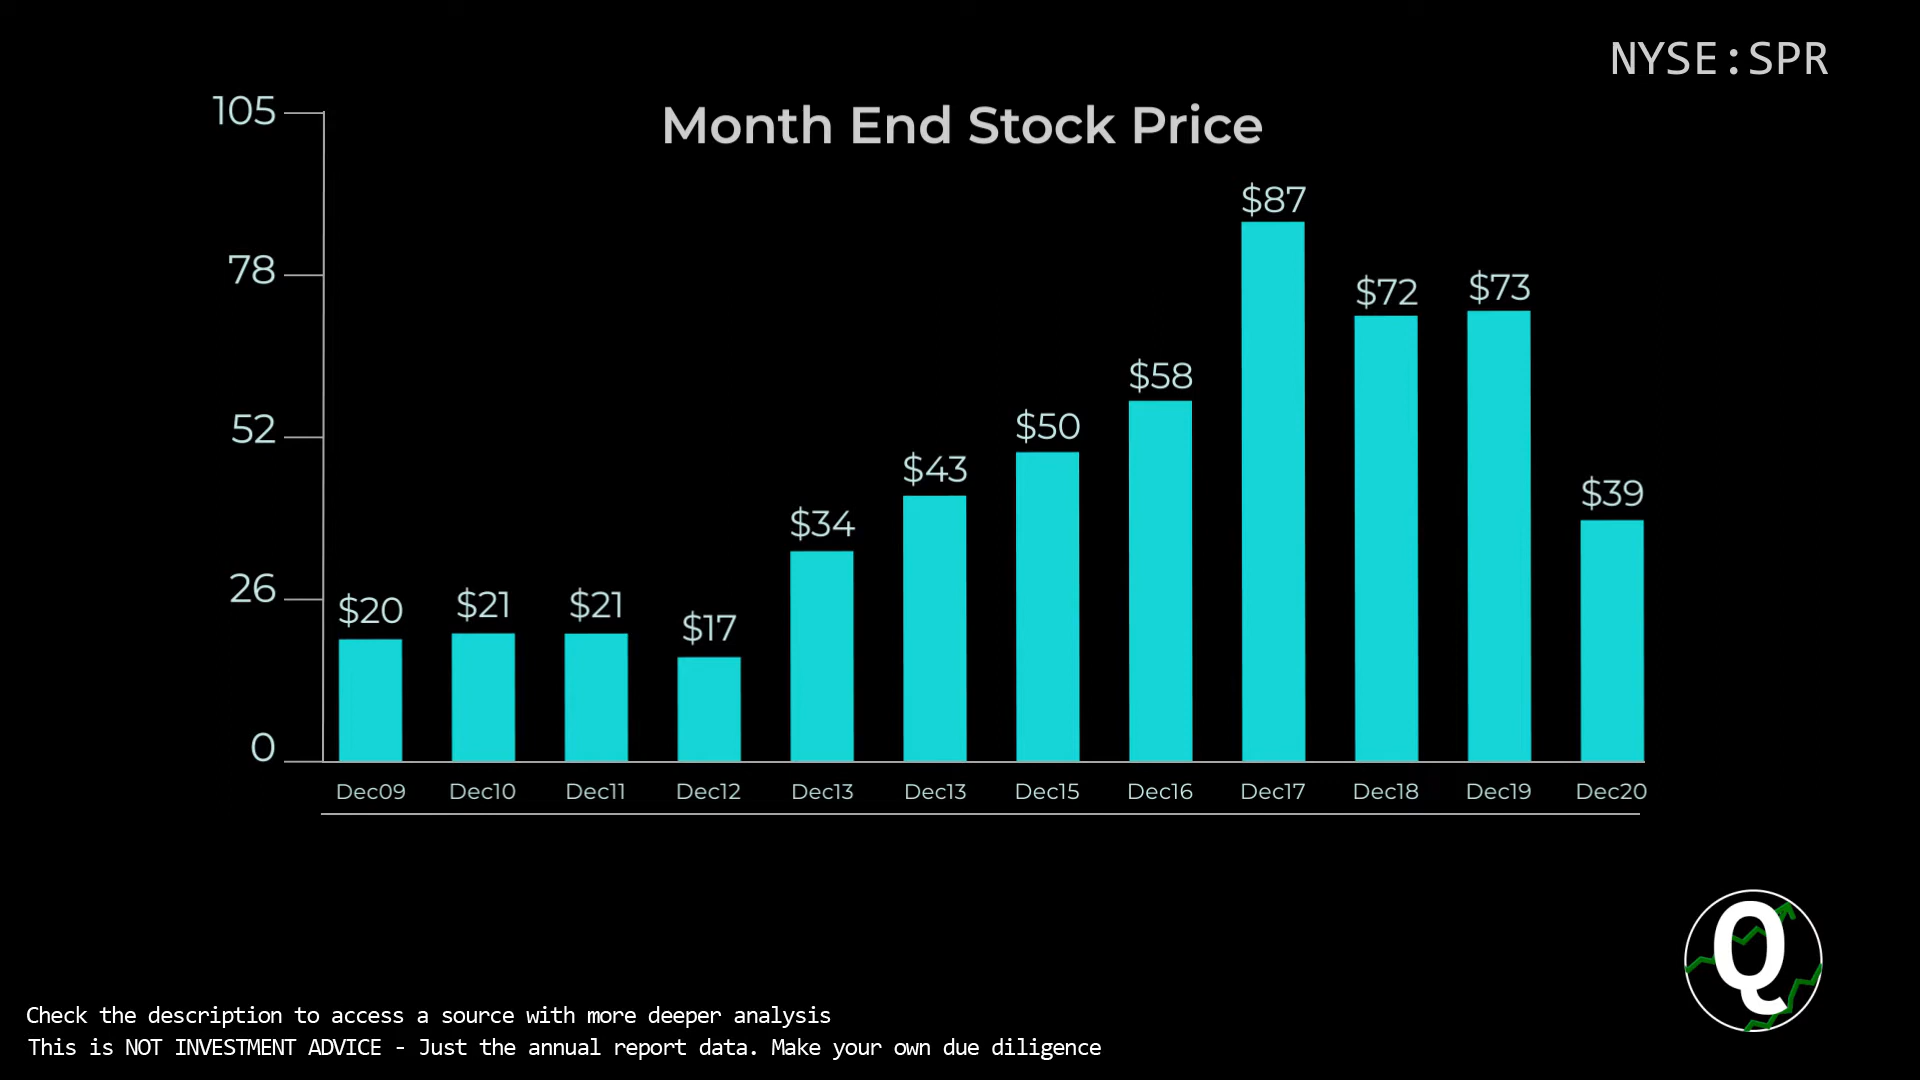 NYSE:SPR
Month End Stock Price
105
78
52
26
0
$20
$21
$21
$17
$34
$43
$50
$58
$87
$72
$73
$39
Dec09 Dec10 Dec11 Dec12 Dec13 Dec13 Dec15 Dec16 Dec17 Dec18 Dec19 Dec20
Q
Check the description to access a source with more deeper analysis
This is NOT INVESTMENT ADVICE - Just the annual report data. Make your own due diligence